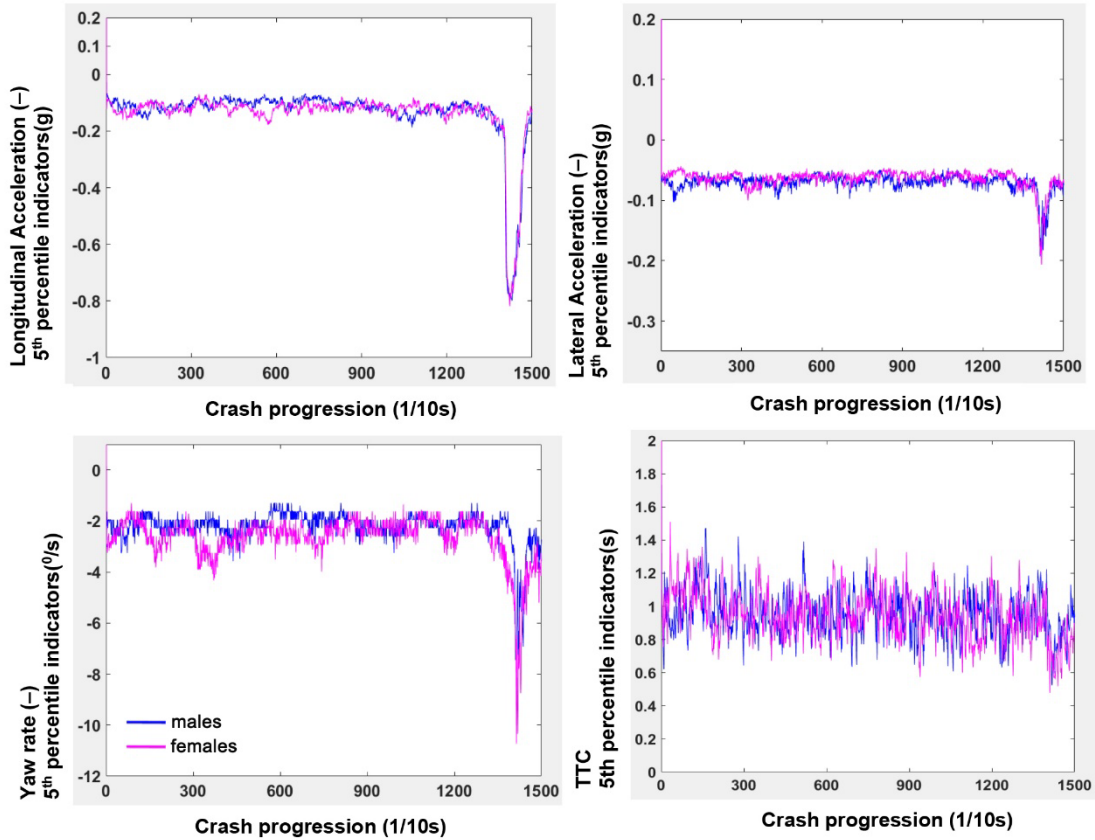 Longitudinal Acceleration (–)
5th percentile indicators(g)
0.2
0
-0.2
-0.4
-0.6
-0.8
-1
0 300 600 900 1200 1500
Crash progression (1/10s)
Lateral Acceleration (–)
5th percentile indicators(g)
0.2
0.1
0
-0.1
-0.2
-0.3
0 300 600 900 1200 1500
Crash progression (1/10s)
Yaw rate (–)
5th percentile indicators(⁰/s)
0
-2
-4
-6
-8
-10
-12
males
females
0 300 600 900 1200 1500
Crash progression (1/10s)
TTC
5th percentile indicators(s)
2
1.8
1.6
1.4
1.2
1
0.8
0.6
0.4
0.2
0
0 300 600 900 1200 1500
Crash progression (1/10s)